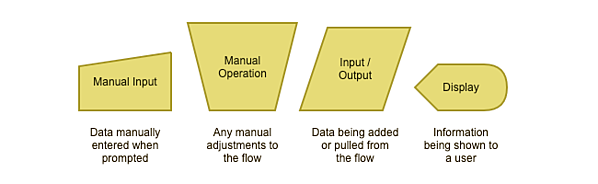 Manual Input
Manual
Operation
Input /
Output
Display
Data manually
entered when
prompted
Any manual
adjustments to
the flow
Data being added
or pulled from
the flow
Information
being shown to
a user